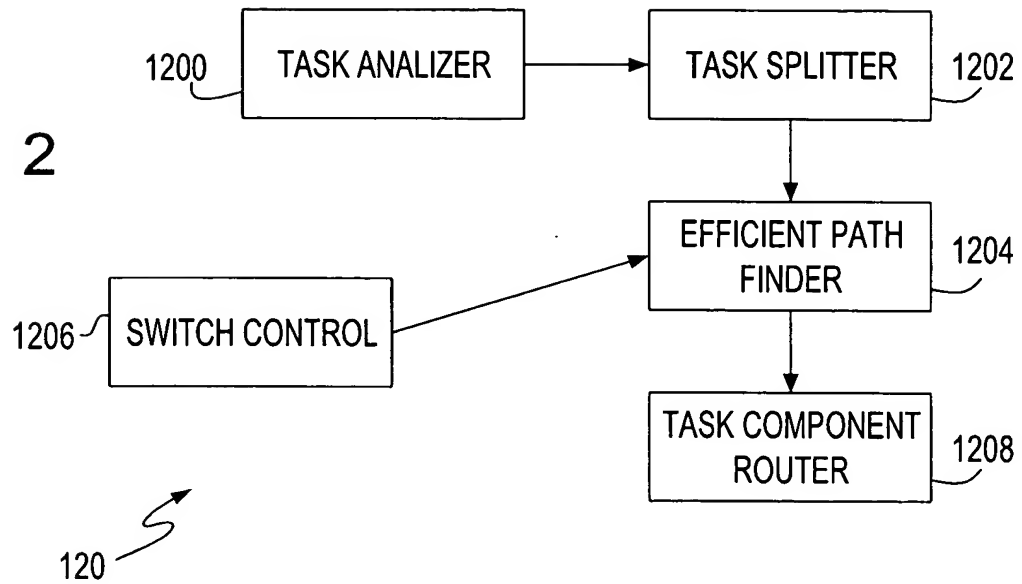 1200
TASK ANALIZER
TASK SPLITTER
1202
2
EFFICIENT PATH
FINDER
1204
1206
SWITCH CONTROL
TASK COMPONENT
ROUTER
1208
120